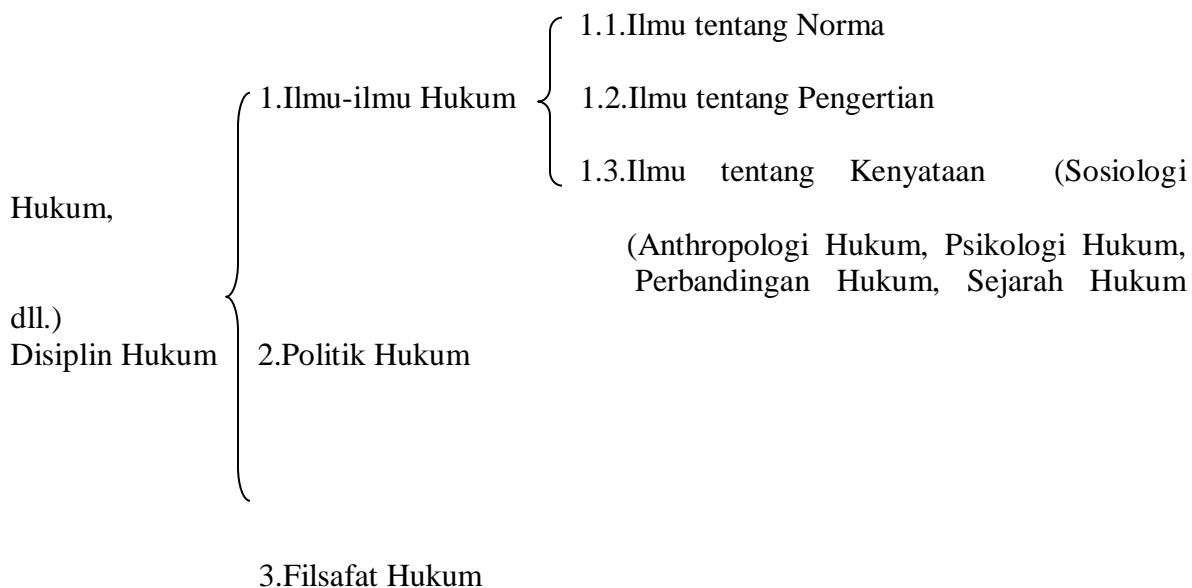 1.1.Ilmu tentang Norma
1.Ilmu-ilmu Hukum
1.2.Ilmu tentang Pengertian
1.3.Ilmu tentang Kenyataan (Sosiologi
Hukum,
(Anthropologi Hukum, Psikologi Hukum,
Perbandingan Hukum, Sejarah Hukum
dll.)
Disiplin Hukum
2.Politik Hukum
3.Filsafat Hukum